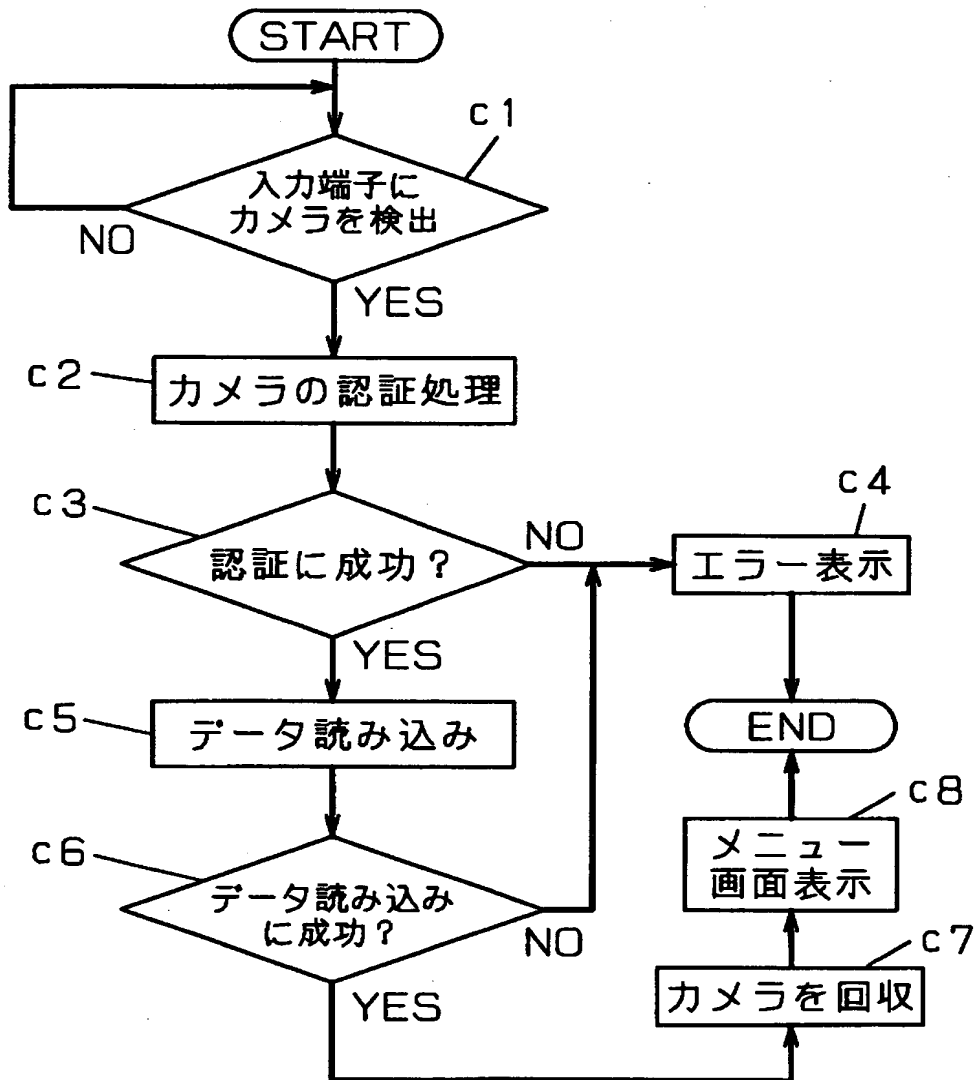 START
c1
入力端子に
カメラを検出
NO
YES
c2
カメラの認証処理
c3
認証に成功?
NO
c4
エラー表示
YES
c5
データ読み込み
END
c6
データ読み込み
に成功?
NO
YES
c8
メニュー
画面表示
c7
カメラを回収